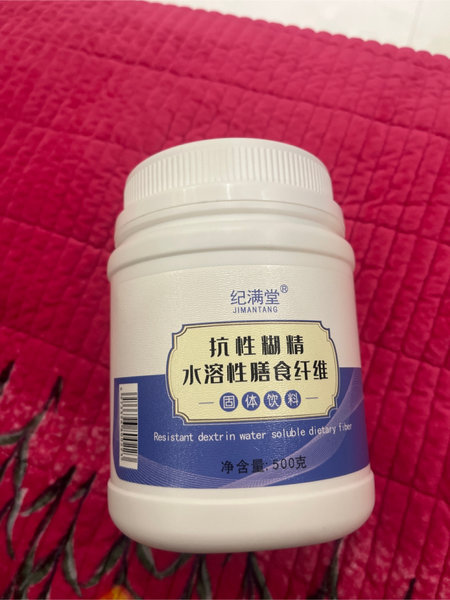 纪满堂®
JIMANTANG
抗性糊精
水溶性膳食纤维
固体饮料
Resistant dextrin water soluble dietary fiber
净含量: 500克